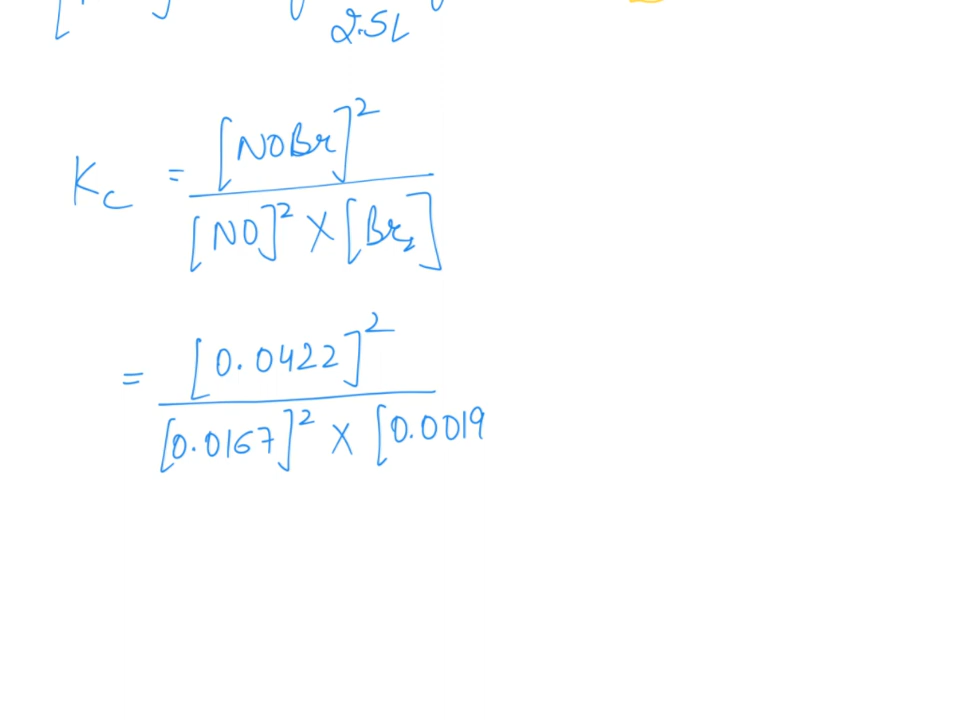 2.5L
Kc = [NOBr]²
[NO]² X [Br₂]
= [0.0422]²
[0.0167]² X [0.0019